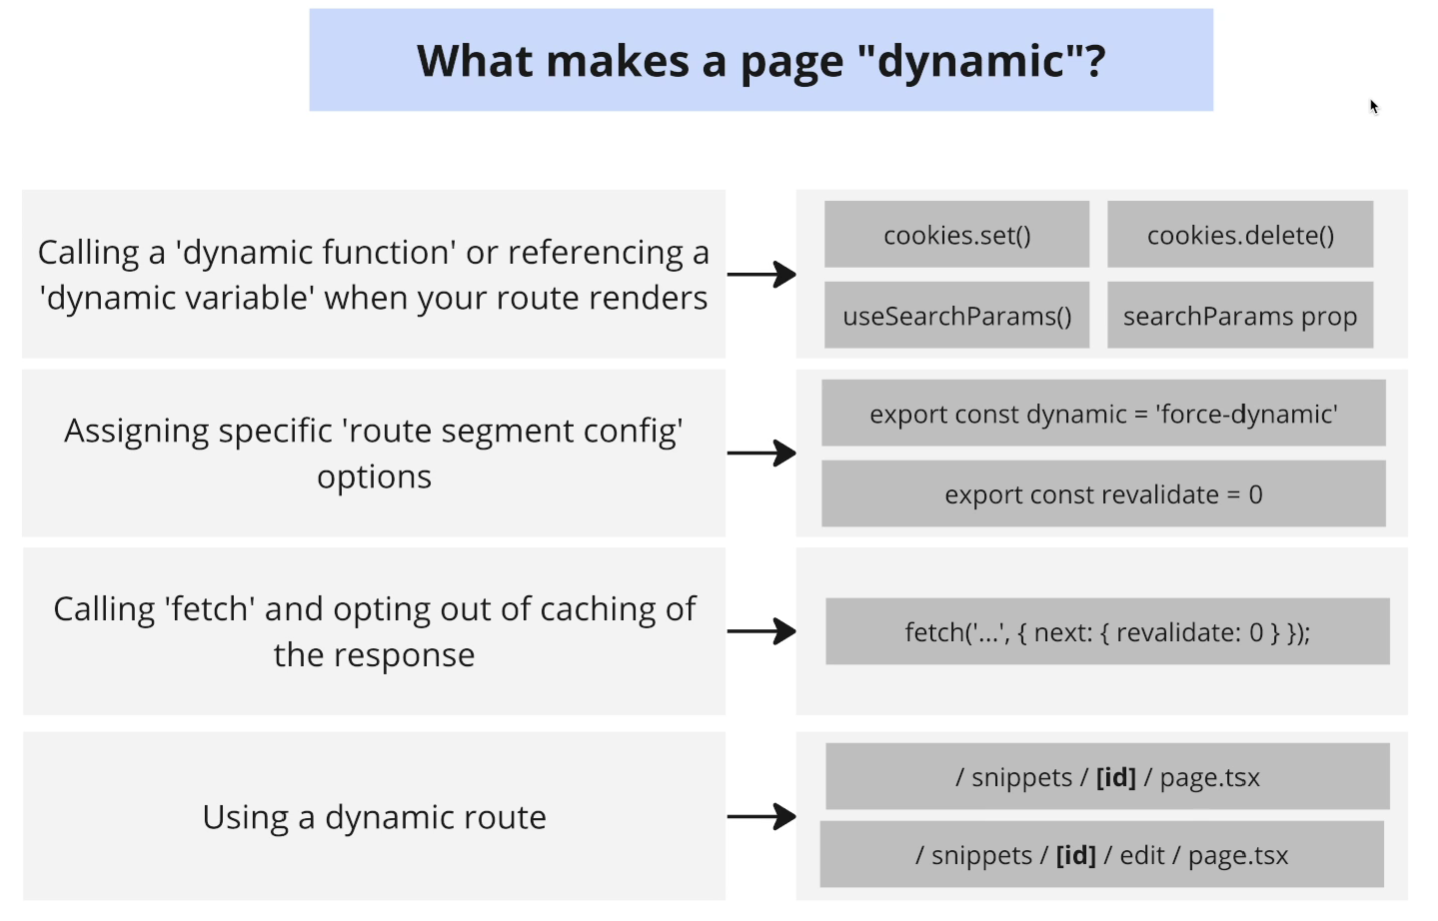 What makes a page "dynamic"?
Calling a 'dynamic function' or referencing a
'dynamic variable' when your route renders
cookies.set()
cookies.delete()
useSearchParams()
searchParams prop
Assigning specific 'route segment config'
options
export const dynamic = 'force-dynamic'
export const revalidate = 0
Calling 'fetch' and opting out of caching of
the response
fetch('...', { next: { revalidate: 0 } });
Using a dynamic route
/ snippets / [id] / page.tsx
/ snippets / [id] / edit / page.tsx